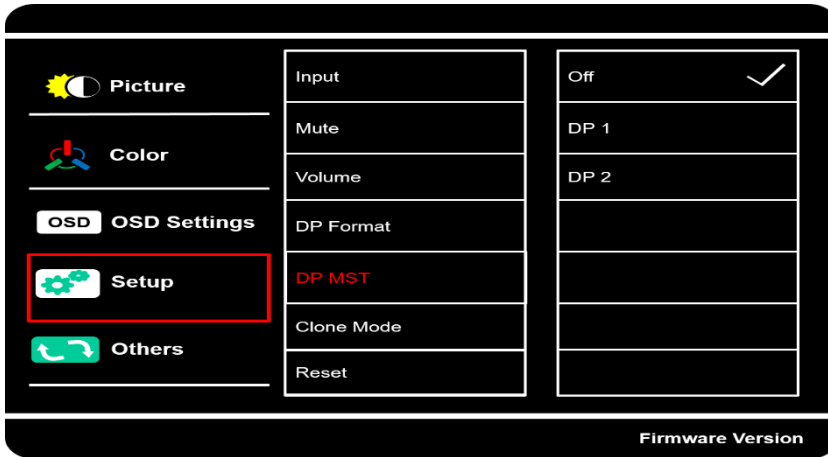 Picture
Color
OSD OSD Settings
Setup
Others
Input
Mute
Volume
DP Format
DP MST
Clone Mode
Reset
Off
DP 1
DP 2
Firmware Version